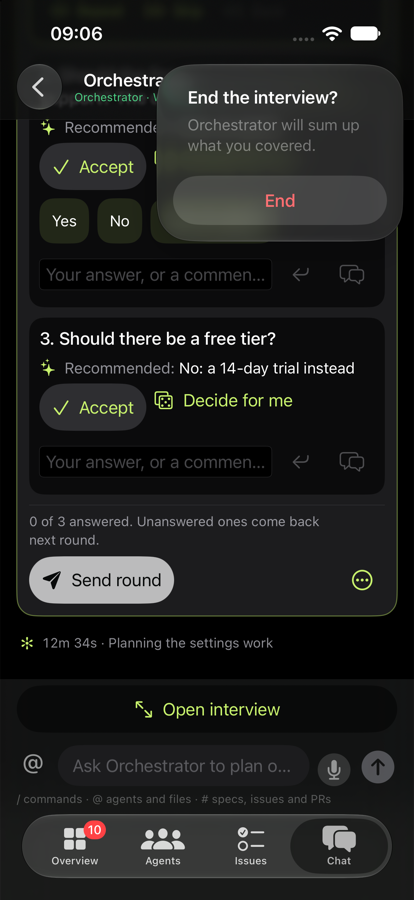 09:06
Orchestra
Orchestrator · W
End the interview?
Orchestrator will sum up
what you covered.
End
Recommende
Accept
Yes
No
Your answer, or a commen...
3. Should there be a free tier?
Recommended: No: a 14-day trial instead
Accept
Decide for me
Your answer, or a commen...
0 of 3 answered. Unanswered ones come back
next round.
Send round
12m 34s · Planning the settings work
Open interview
@
Ask Orchestrator to plan o...
/ commands · @ agents and files · # specs, issues and PRs
10
Overview
Agents
Issues
Chat